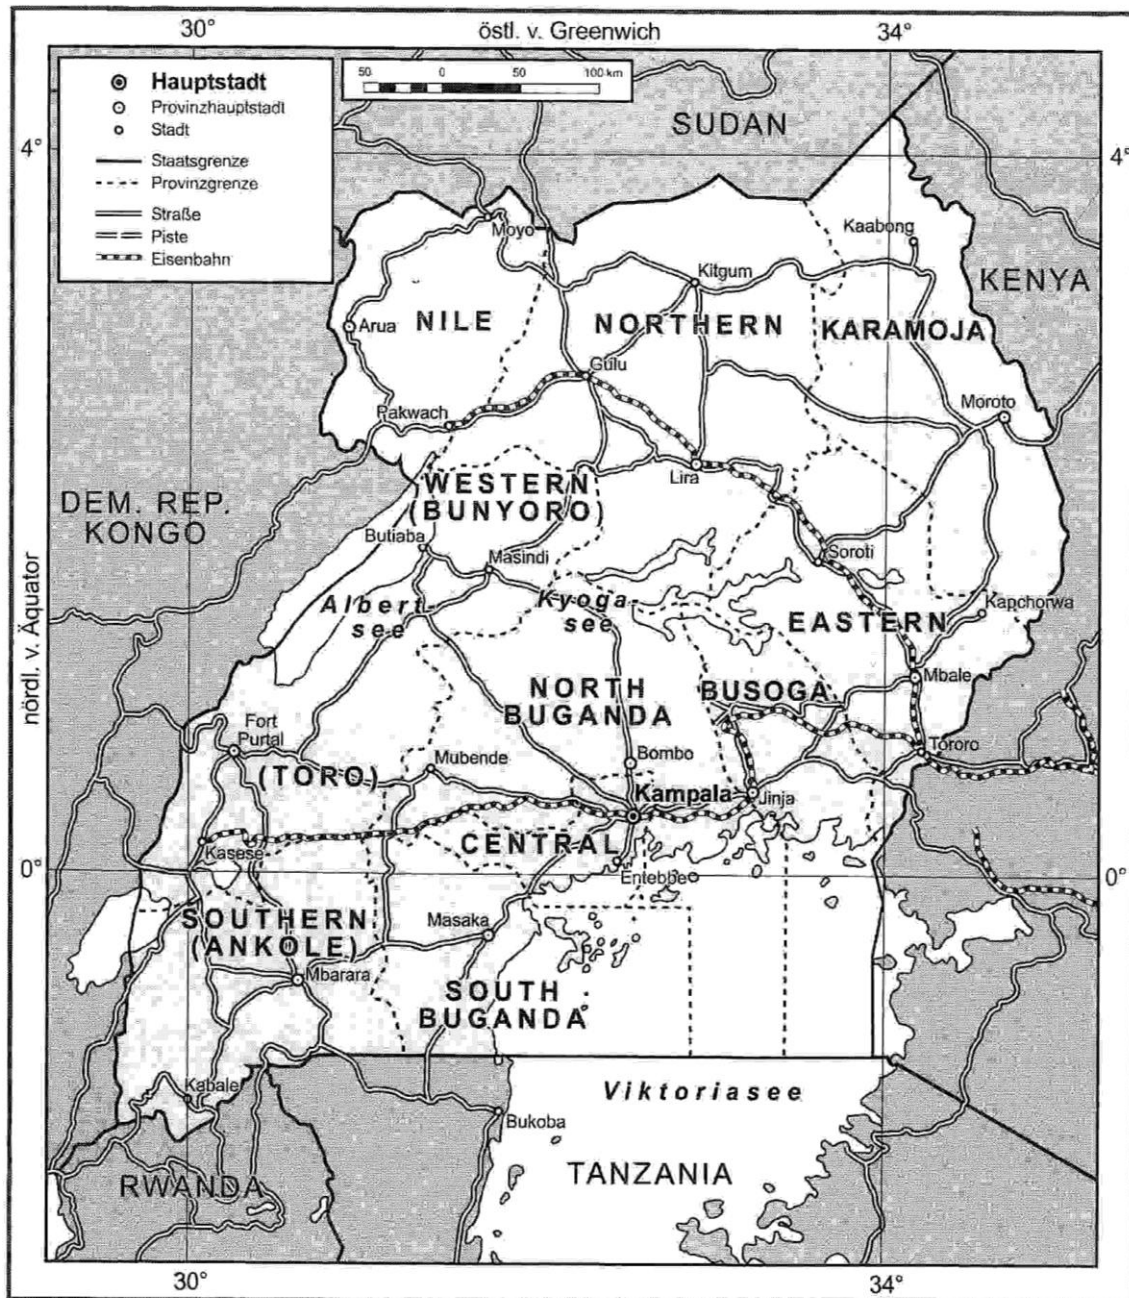 30°
östl. v. Greenwich
34°
Hauptstadt
Provinzhauptstadt
Stadt
Staatsgrenze
Provinzgrenze
Straße
Piste
Eisenbahn
50
0
50
100 km
SUDAN
4°
4°
Moyo
Kaabong
KENYA
Kitgum
Arua
NILE
NORTHERN
KARAMOJA
Gulu
Pakwach
Moroto
Lira
WESTERN
(BUNYORO)
DEM. REP.
KONGO
Butiaba
Masindi
Soroti
Albert-
see
Kyoga-
see
Kapchorwa
EASTERN
nördl. v. Äquator
Mbale
NORTH
BUGANDA
BUSOGA
Fort
Purtal
Tororo
(TORO)
Mubende
Bombo
Kampala
Jinja
Kasese
CENTRAL
0°
0°
Entebbe
SOUTHERN
(ANKOLE)
Masaka
Mbarara
SOUTH
BUGANDA
Kabale
Viktoriasee
Bukoba
RWANDA
TANZANIA
30°
34°